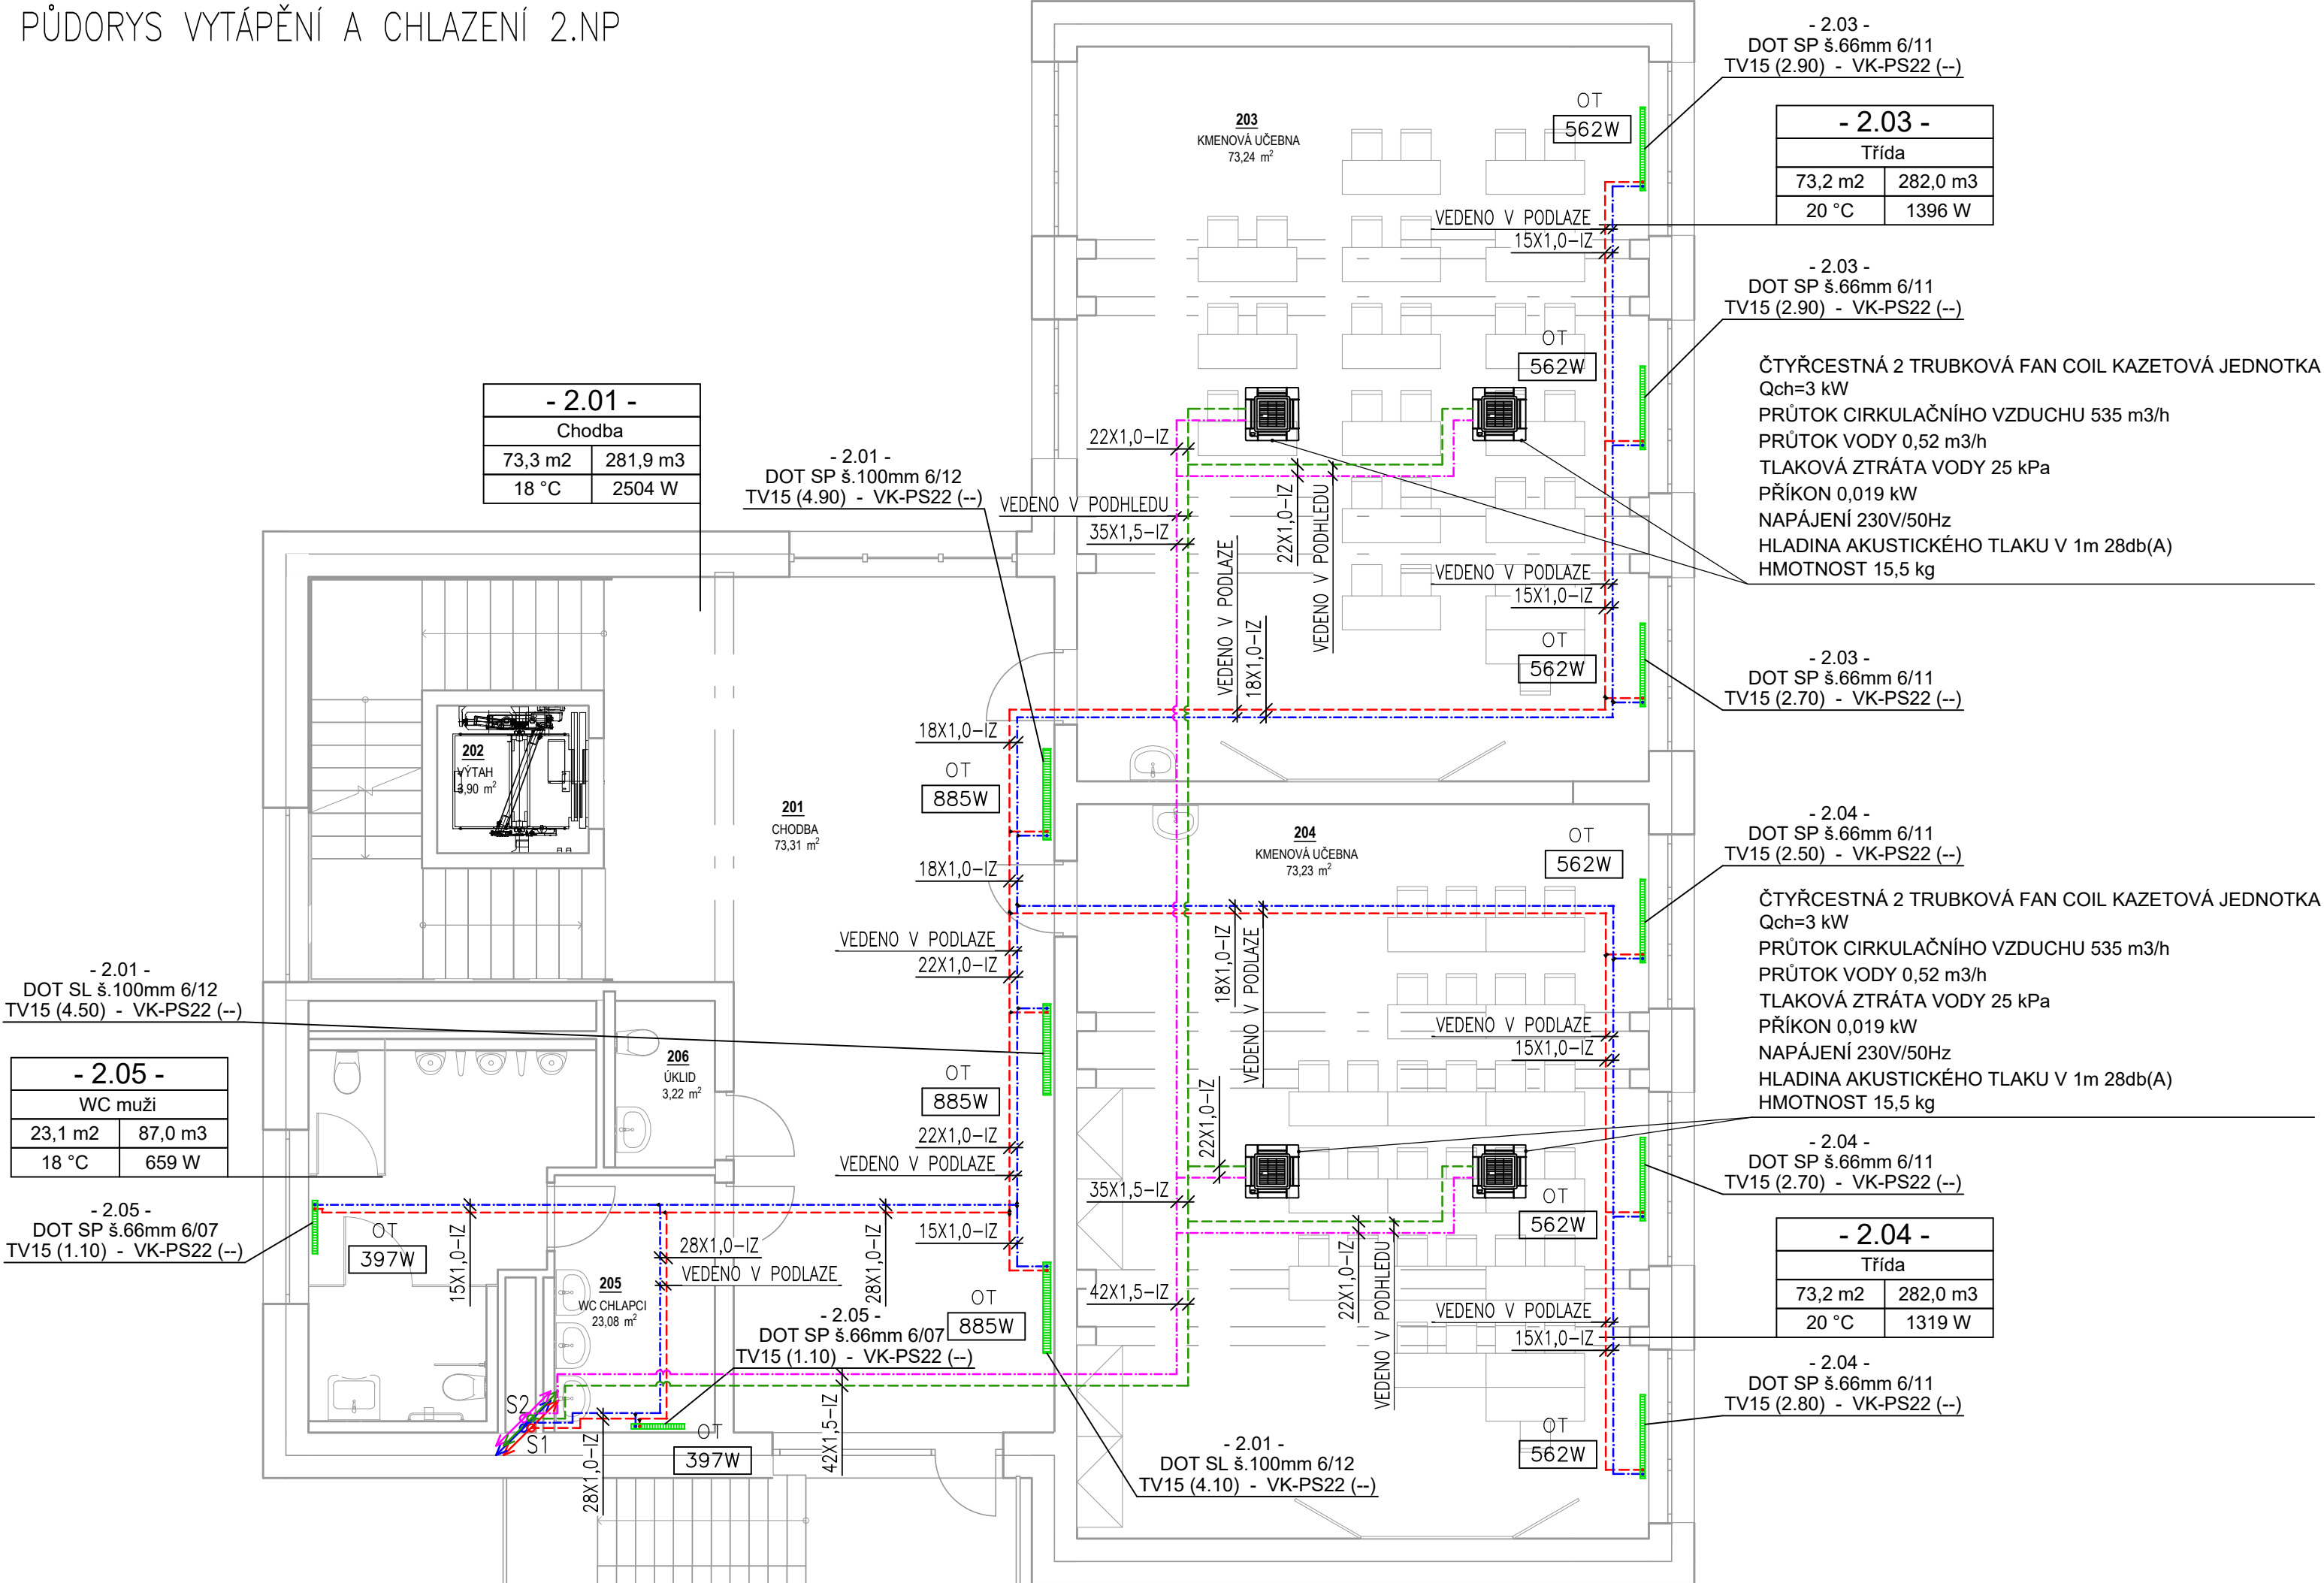 PŮDORYS VYTÁPĚNÍ A CHLAZENÍ 2.NP
- 2.03 -
DOT SP š.66mm 6/11
TV15 (2.90) - VK-PS22 (--)
OT
562W
203
KMENOVÁ UČEBNA
73,24 m²
- 2.03 -
Třída
73,2 m2 282,0 m3
20 °C 1396 W
VEDENO V PODLAZE
15X1,0-IZ
- 2.03 -
DOT SP š.66mm 6/11
TV15 (2.90) - VK-PS22 (--)
OT
562W
ČTYŘCESTNÁ 2 TRUBKOVÁ FAN COIL KAZETOVÁ JEDNOTKA
Qch=3 kW
PRŮTOK CIRKULAČNÍHO VZDUCHU 535 m3/h
PRŮTOK VODY 0,52 m3/h
TLAKOVÁ ZTRÁTA VODY 25 kPa
PŘÍKON 0,019 kW
NAPÁJENÍ 230V/50Hz
HLADINA AKUSTICKÉHO TLAKU V 1m 28db(A)
HMOTNOST 15,5 kg
- 2.01 -
Chodba
73,3 m2 281,9 m3
18 °C 2504 W
- 2.01 -
DOT SP š.100mm 6/12
TV15 (4.90) - VK-PS22 (--)
22X1,0-IZ
VEDENO V PODHLEDU
35X1,5-IZ
22X1,0-IZ
VEDENO V PODHLEDU
VEDENO V PODLAZE
18X1,0-IZ
VEDENO V PODLAZE
15X1,0-IZ
OT
562W
- 2.03 -
DOT SP š.66mm 6/11
TV15 (2.70) - VK-PS22 (--)
202
VÝTAH
3,90 m²
18X1,0-IZ
OT
885W
201
CHODBA
73,31 m²
204
KMENOVÁ UČEBNA
73,23 m²
OT
562W
- 2.04 -
DOT SP š.66mm 6/11
TV15 (2.50) - VK-PS22 (--)
18X1,0-IZ
VEDENO V PODLAZE
22X1,0-IZ
18X1,0-IZ
VEDENO V PODLAZE
ČTYŘCESTNÁ 2 TRUBKOVÁ FAN COIL KAZETOVÁ JEDNOTKA
Qch=3 kW
PRŮTOK CIRKULAČNÍHO VZDUCHU 535 m3/h
PRŮTOK VODY 0,52 m3/h
TLAKOVÁ ZTRÁTA VODY 25 kPa
PŘÍKON 0,019 kW
NAPÁJENÍ 230V/50Hz
HLADINA AKUSTICKÉHO TLAKU V 1m 28db(A)
HMOTNOST 15,5 kg
- 2.01 -
DOT SL š.100mm 6/12
TV15 (4.50) - VK-PS22 (--)
VEDENO V PODLAZE
15X1,0-IZ
206
ÚKLID
3,22 m²
OT
885W
- 2.05 -
WC muži
23,1 m2 87,0 m3
18 °C 659 W
22X1,0-IZ
VEDENO V PODLAZE
22X1,0-IZ
35X1,5-IZ
- 2.04 -
DOT SP š.66mm 6/11
TV15 (2.70) - VK-PS22 (--)
OT
562W
- 2.05 -
DOT SP š.66mm 6/07
TV15 (1.10) - VK-PS22 (--)
OT
397W
15X1,0-IZ
28X1,0-IZ
VEDENO V PODLAZE
28X1,0-IZ
15X1,0-IZ
42X1,5-IZ
22X1,0-IZ
VEDENO V PODHLEDU
- 2.04 -
Třída
73,2 m2 282,0 m3
20 °C 1319 W
205
WC CHLAPCI
23,08 m²
OT
885W
VEDENO V PODLAZE
15X1,0-IZ
- 2.05 -
DOT SP š.66mm 6/07
TV15 (1.10) - VK-PS22 (--)
- 2.04 -
DOT SP š.66mm 6/11
TV15 (2.80) - VK-PS22 (--)
S2
S1
28X1,0-IZ
OT
397W
42X1,5-IZ
OT
562W
- 2.01 -
DOT SL š.100mm 6/12
TV15 (4.10) - VK-PS22 (--)